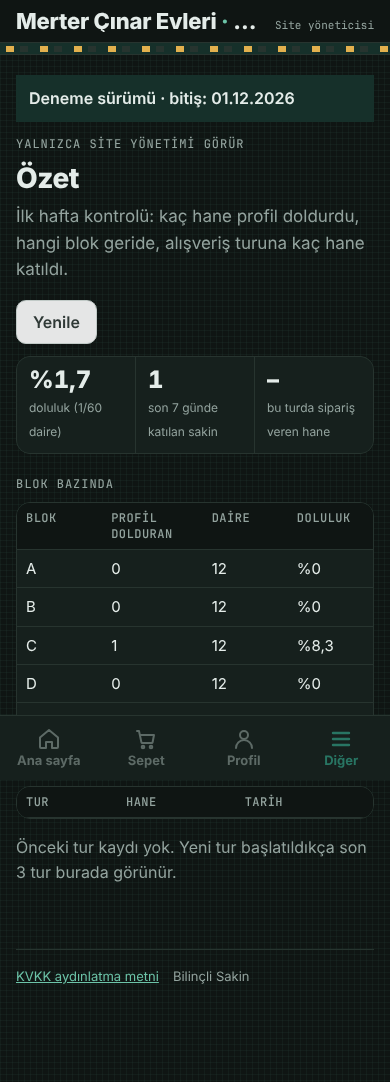 Merter Çınar Evleri · ...
Site yöneticisi
Deneme sürümü · bitiş: 01.12.2026
YALNIZCA SİTE YÖNETİMİ GÖRÜR
Özet
İlk hafta kontrolü: kaç hane profil doldurdu,
hangi blok geride, alışveriş turuna kaç hane
katıldı.
Yenile
%1,7
doluluk (1/60
daire)
1
son 7 günde
katılan sakin
–
bu turda sipariş
veren hane
BLOK BAZINDA
BLOK PROFİL DOLDURAN DAİRE DOLULUK
A 0 12 %0
B 0 12 %0
C 1 12 %8,3
D 0 12 %0
Ana sayfa Sepet Profil Diğer
TUR HANE TARİH
Önceki tur kaydı yok. Yeni tur başlatıldıkça son
3 tur burada görünür.
KVKK aydınlatma metni Bilinçli Sakin